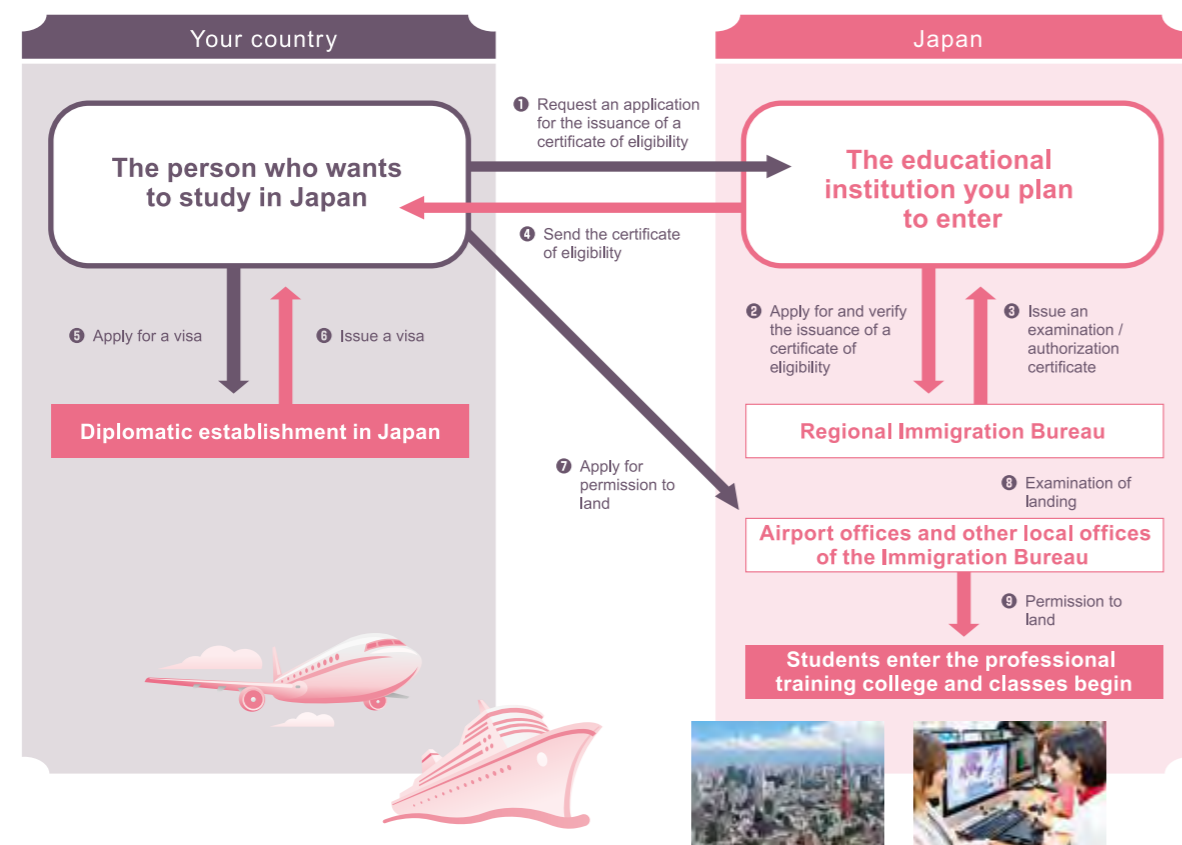 Your country
Japan
❶ Request an application
for the issuance of a
certificate of eligibility
The person who wants
to study in Japan
The educational
institution you plan
to enter
❹ Send the certificate
of eligibility
❺ Apply for a visa
❻ Issue a visa
❷ Apply for and verify
the issuance of a
certificate of
eligibility
❸ Issue an
examination /
authorization
certificate
Diplomatic establishment in Japan
Regional Immigration Bureau
❼ Apply for
permission to
land
❽ Examination of
landing
Airport offices and other local offices
of the Immigration Bureau
❾ Permission to
land
Students enter the professional
training college and classes begin